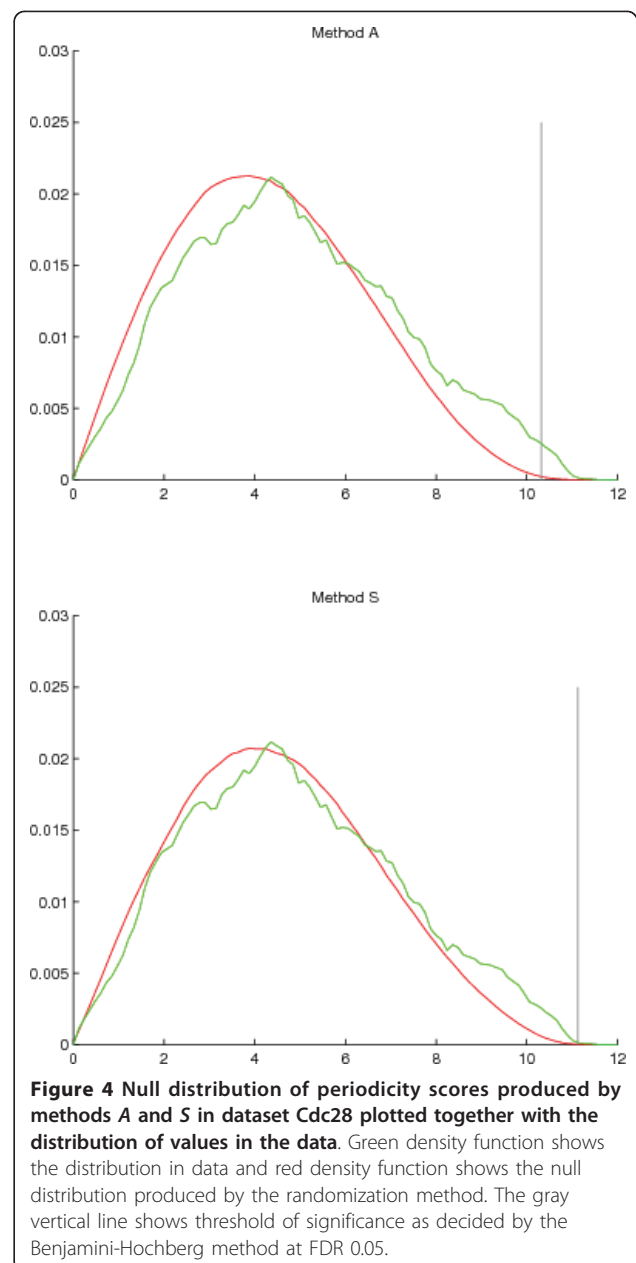 Method A
0.03
0.025
0.02
0.015
0.01
0.005
0
0 2 4 6 8 10 12
Method S
0.03
0.025
0.02
0.015
0.01
0.005
0
0 2 4 6 8 10 12
Figure 4 Null distribution of periodicity scores produced by
methods A and S in dataset Cdc28 plotted together with the
distribution of values in the data. Green density function shows
the distribution in data and red density function shows the null
distribution produced by the randomization method. The gray
vertical line shows threshold of significance as decided by the
Benjamini-Hochberg method at FDR 0.05.